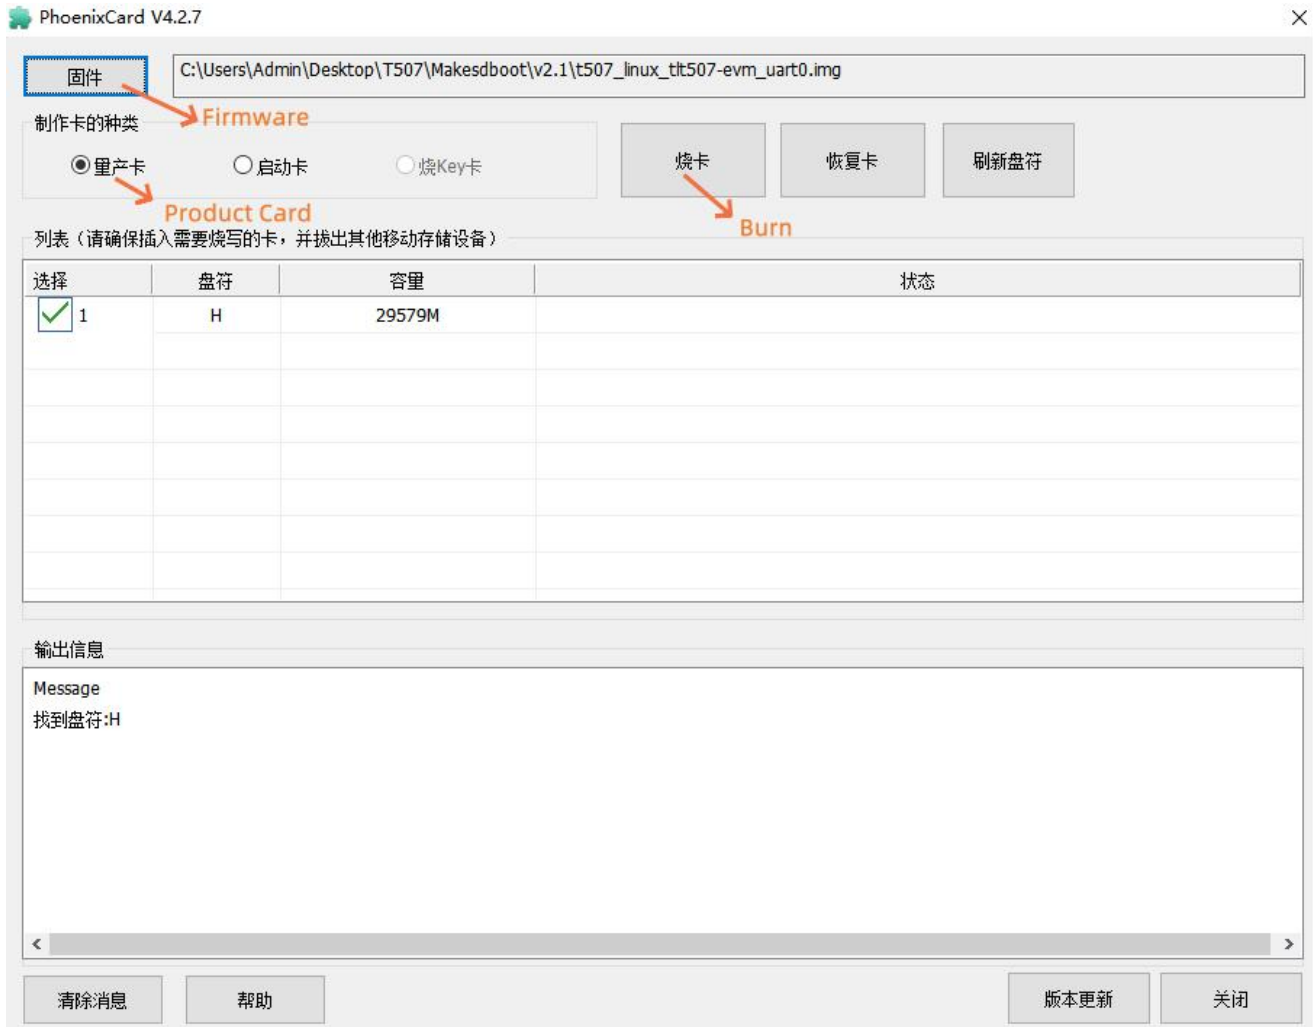 PhoenixCard V4.2.7
固件
C:\Users\Admin\Desktop\T507\Makesdboot\v2.1\t507_linux_tlt507-evm_uart0.img
Firmware
制作卡的种类
量产卡 启动卡 烧Key卡
烧卡 恢复卡 刷新盘符
Product Card
Burn
列表（请确保插入需要烧写的卡，并拔出其他移动存储设备）
选择 盘符 容量 状态
1 H 29579M
输出信息
Message
找到盘符:H
清除消息 帮助 版本更新 关闭